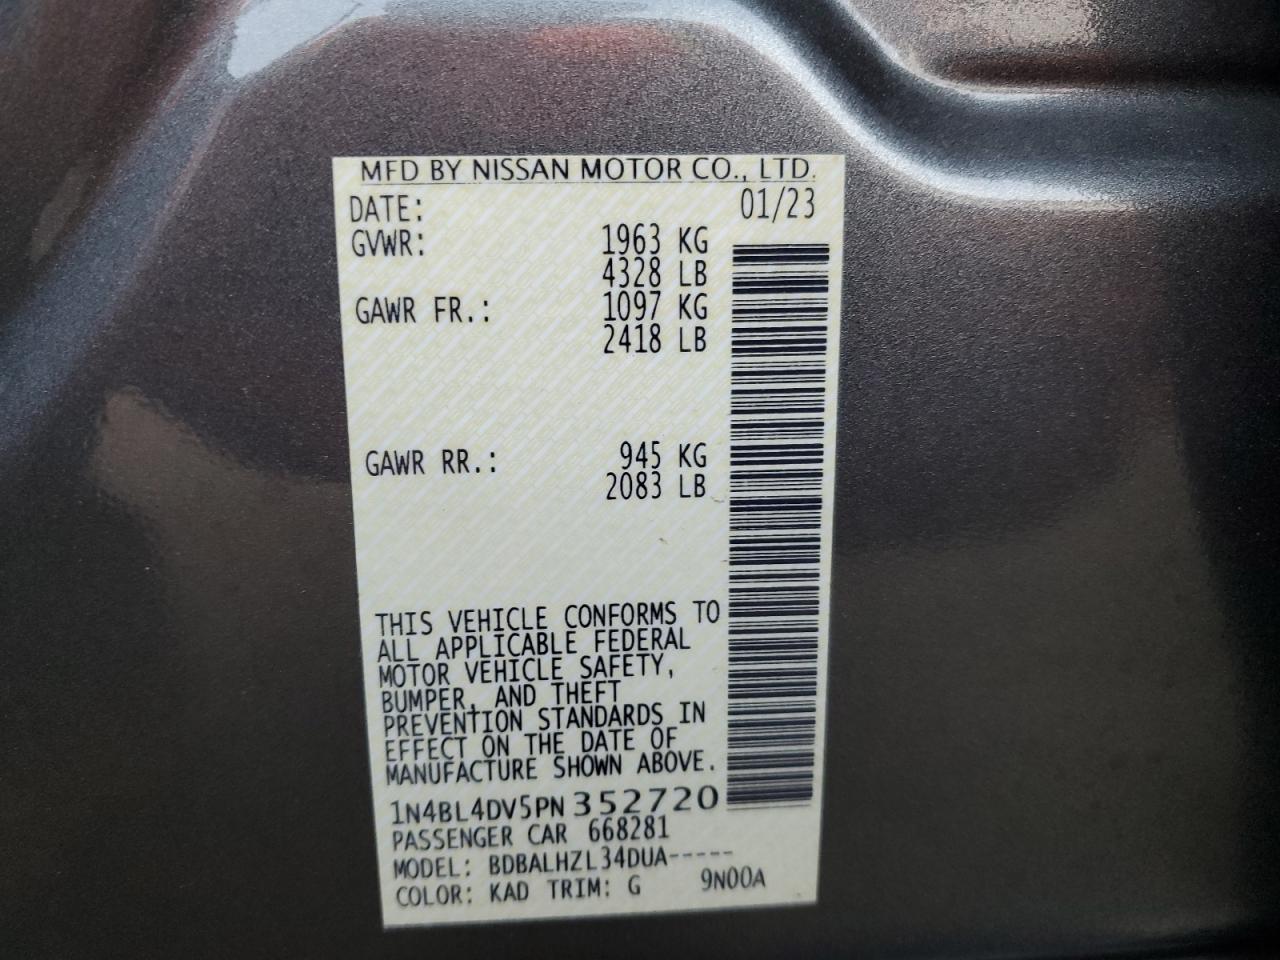 MFD BY NISSAN MOTOR CO., LTD.
DATE: 01/23
GVWR: 1963 KG
4328 LB
GAWR FR.: 1097 KG
2418 LB
GAWR RR.: 945 KG
2083 LB
THIS VEHICLE CONFORMS TO
ALL APPLICABLE FEDERAL
MOTOR VEHICLE SAFETY,
BUMPER, AND THEFT
PREVENTION STANDARDS IN
EFFECT ON THE DATE OF
MANUFACTURE SHOWN ABOVE.
1N4BL4DV5PN352720
PASSENGER CAR 668281
MODEL: BDBALHZL34DUA-----
COLOR: KAD TRIM: G 9N00A